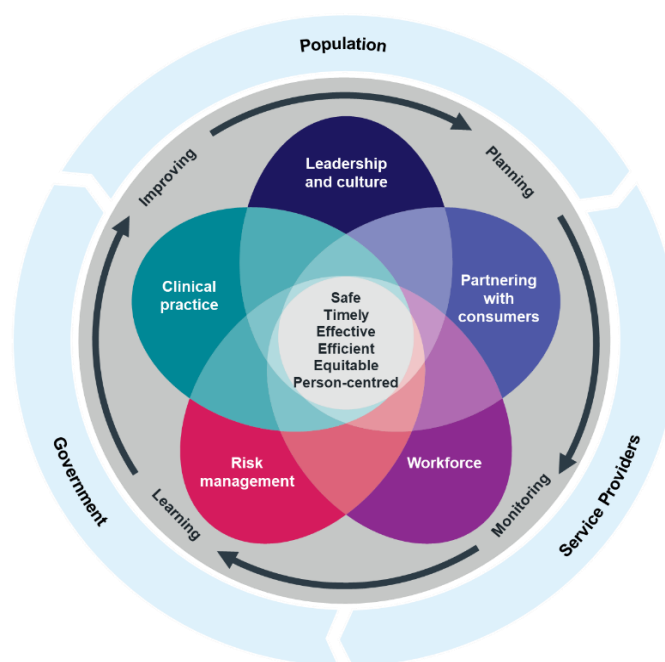 Population
Improving
Planning
Leadership
and culture
Clinical
practice
Partnering
with
consumers
Safe
Timely
Effective
Efficient
Equitable
Person-centred
Risk
management
Workforce
Government
Learning
Monitoring
Service Providers